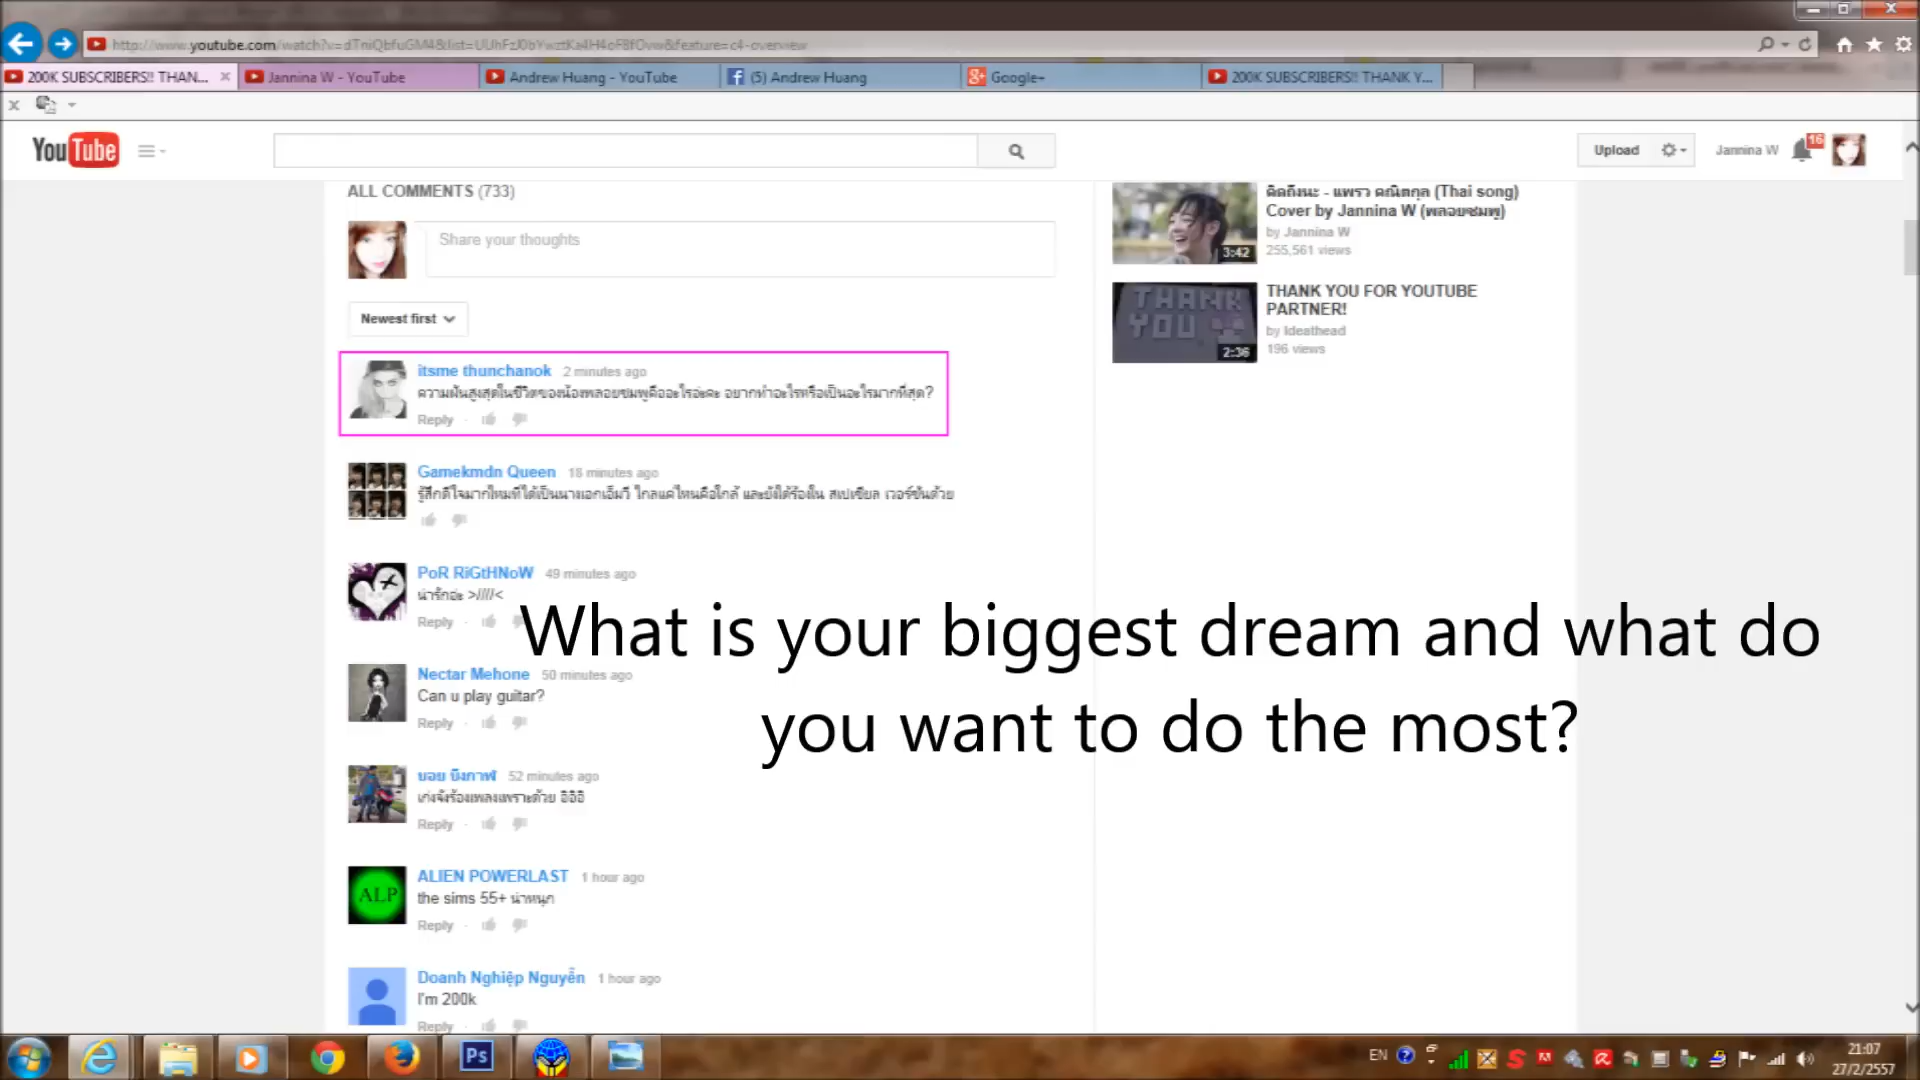 http://www.youtube.com/watch?v=dTniQbfuGM4&list=UUhFzJ0bYwztKa4H4oF8fOvw&feature=c4-overview
200K SUBSCRIBERS!! THAN...
Jannina W - YouTube
Andrew Huang - YouTube
(5) Andrew Huang
Google+
200K SUBSCRIBERS!! THANK Y...
YouTube
Upload
Jannina W
16
ALL COMMENTS (733)
Share your thoughts
Newest first
itsme thunchanok 2 minutes ago
ความฝันสูงสุดในชีวิตของน้องพลอยชมพูคืออะไรอ่ะคะ อยากทำอะไรหรือเป็นอะไรมากที่สุด?
Reply
Gamekmdn Queen 18 minutes ago
รู้สึกดีใจมากไหมที่ได้เป็นนางเอกเอ็มวี ไกลแค่ไหนคือใกล้ และยังได้ร้องใน สเปเชียล เวอร์ชั่นด้วย
PoR RiGtHNoW 49 minutes ago
น่ารักอ่ะ >////<
Reply
Nectar Mehone 50 minutes ago
Can u play guitar?
Reply
บอย บึงกาฬ 52 minutes ago
เก่งจังร้องเพลงเพราะด้วย อิอิอิ
Reply
ALP
ALIEN POWERLAST 1 hour ago
the sims 55+ น่าหนุก
Reply
Doanh Nghiệp Nguyễn 1 hour ago
I'm 200k
Reply
คิดถึงนะ - แพรว คณิตกุล (Thai song)
Cover by Jannina W (พลอยชมพู)
by Jannina W
255,561 views
3:42
THANK YOU
THANK YOU FOR YOUTUBE
PARTNER!
by Ideathead
196 views
2:36
What is your biggest dream and what do
you want to do the most?
Ps
EN
21:07
27/2/2557